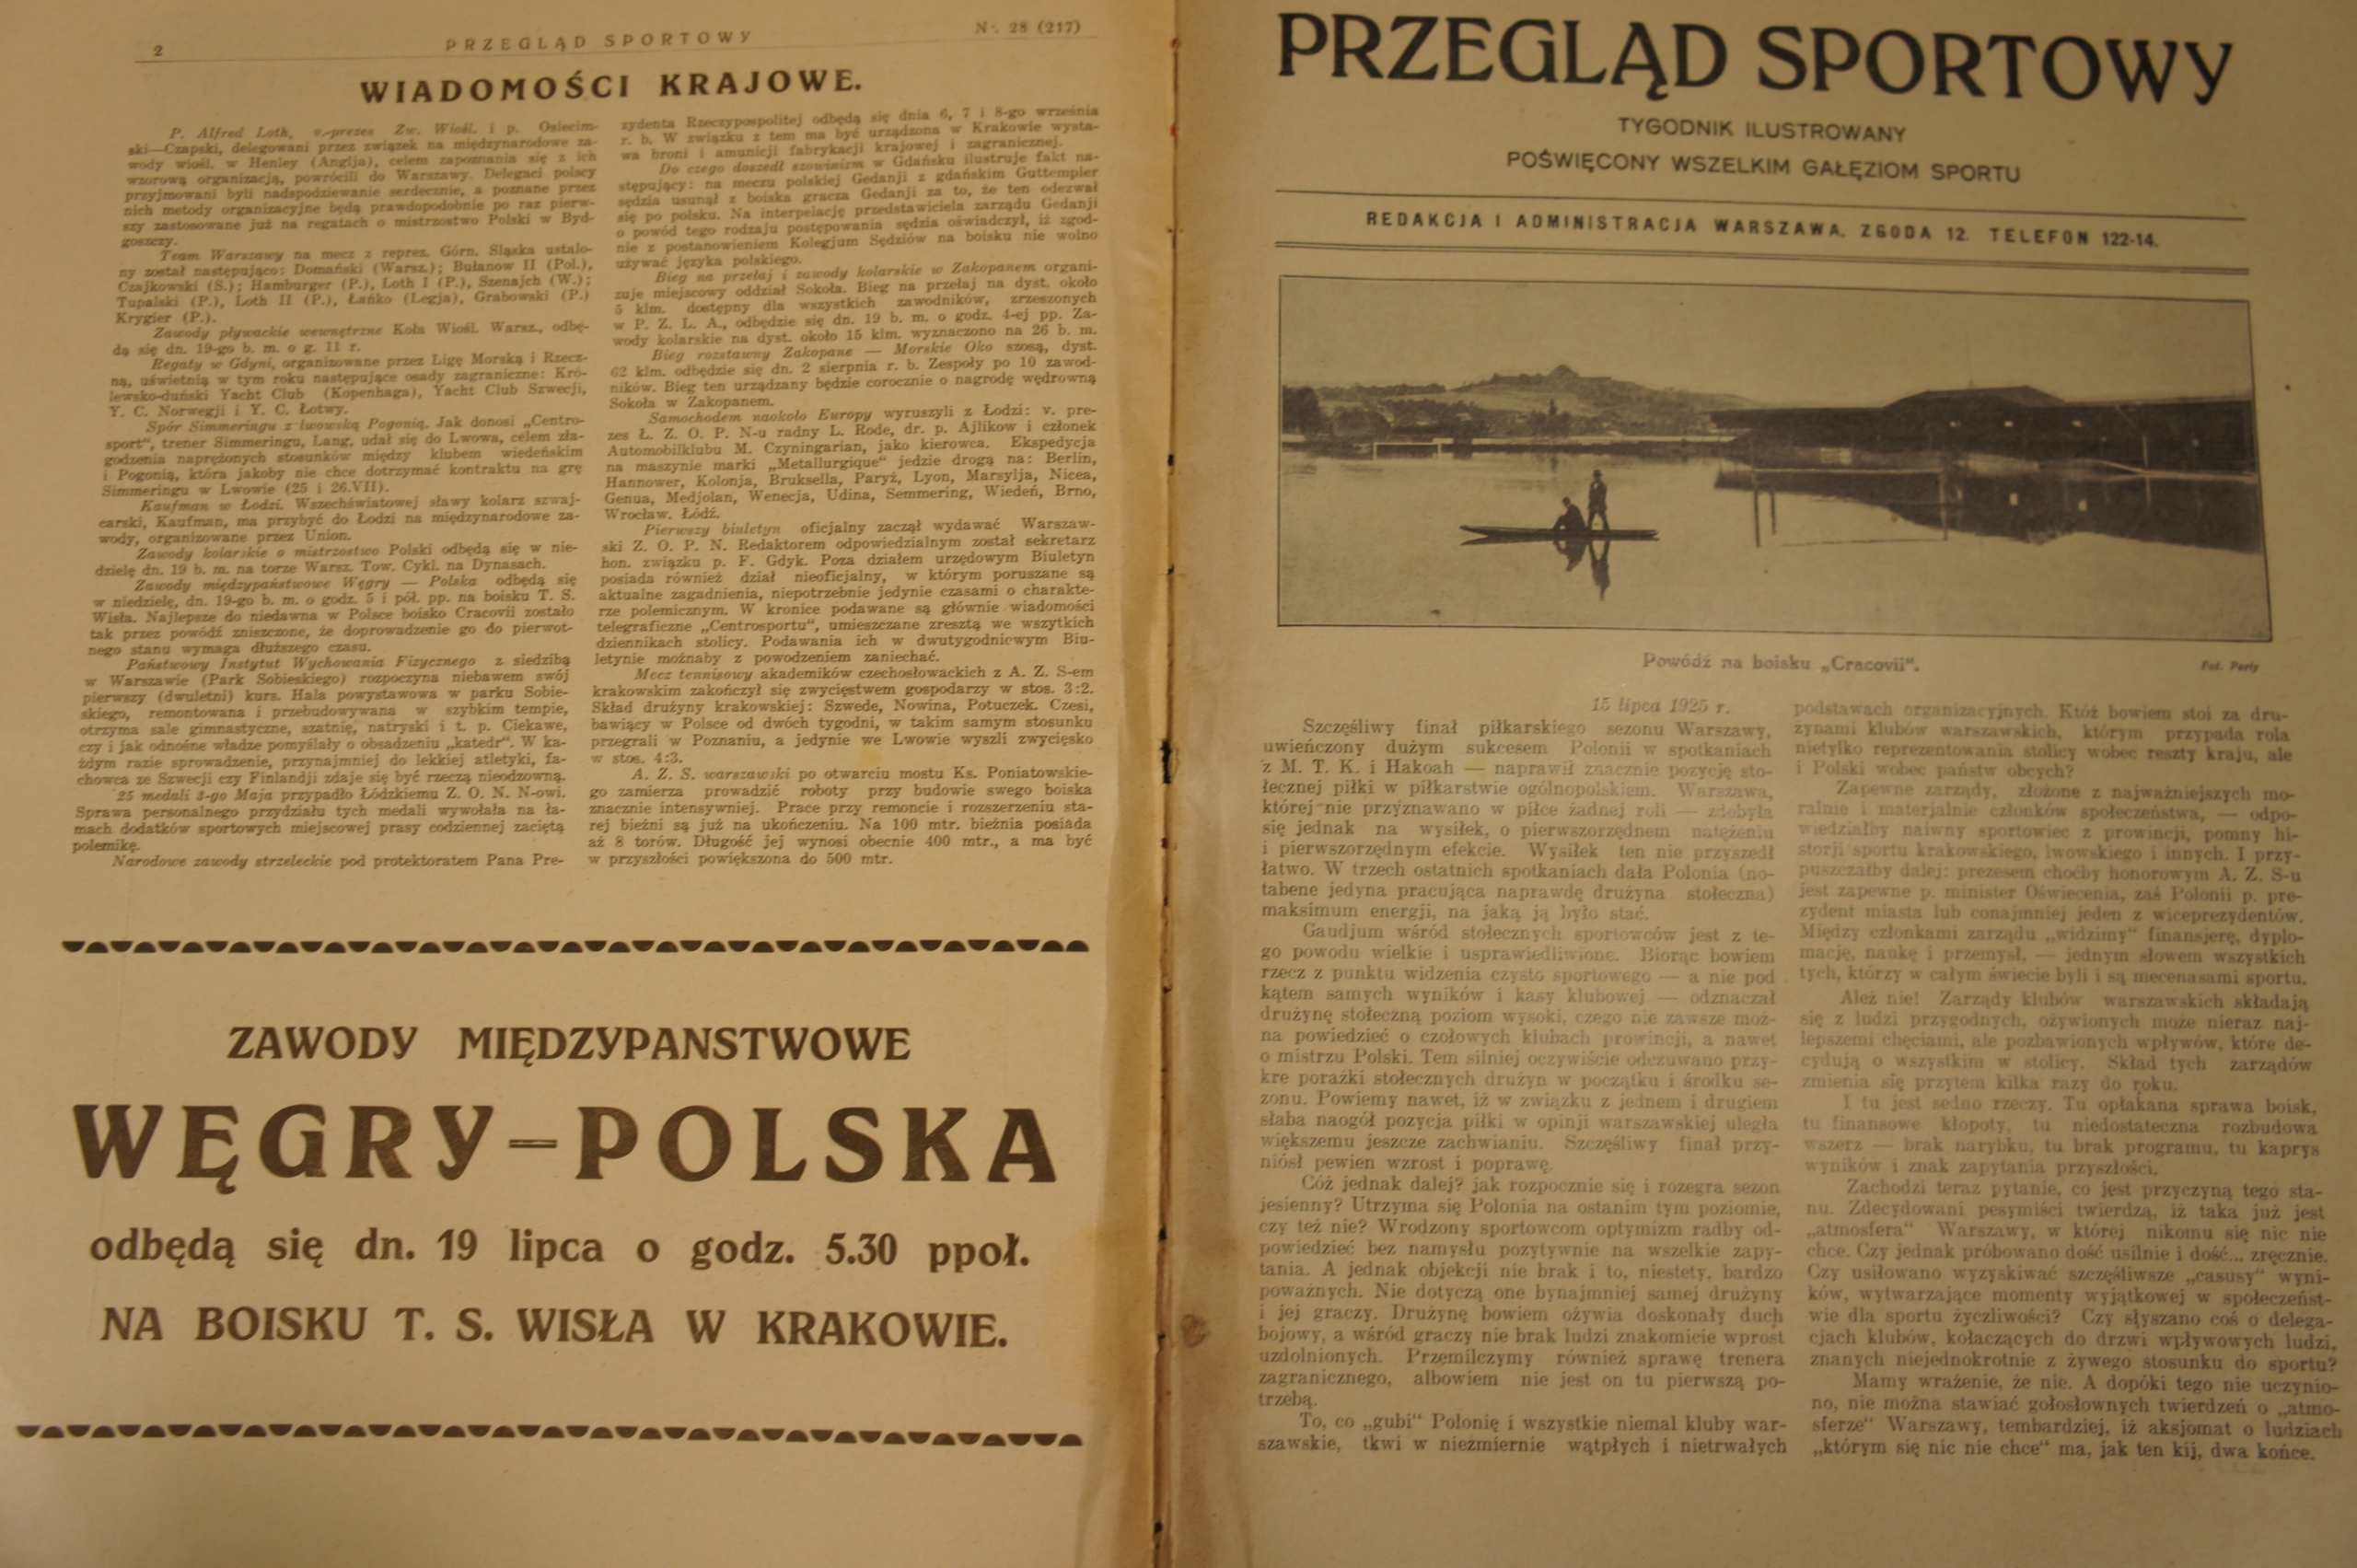 2
PRZEGLĄD SPORTOWY
Nr. 28 (217)
WIADOMOŚCI KRAJOWE.
P. Alfred Loth, v.-prezes Zw. Wiośl. i p. Osiecim-
ski—Czapski, delegowani przez związek na międzynarodowe za-
wody wiośl. w Henley (Anglja), celem zapoznania się z ich
wzorową organizacją, powrócili do Warszawy. Delegaci polscy
przyjmowani byli nadspodziewanie serdecznie, a poznane przez
nich metody organizacyjne będą prawdopodobnie po raz pierw-
szy zastosowane już na regatach o mistrzostwo Polski w Byd-
goszczy.
Team Warszawy na mecz z reprez. Górn. Śląska ustalo-
ny został następująco: Domański (Warsz.); Bułanow II (Pol.),
Czajkowski (S.); Hamburger (P.), Loth I (P.), Szenajch (W.);
Tupalski (P.), Loth II (P.), Łańko (Legja), Grabowski (P.)
Krygier (P.).
Zawody pływackie wewnętrzne Koła Wiośl. Warsz., odbę-
dą się dn. 19-go b. m. o g. 11 r.
Regaty w Gdyni, organizowane przez Ligę Morską i Rzecz-
ną, uświetnią w tym roku następujące osady zagraniczne: Kró-
lewsko-duński Yacht Club (Kopenhaga), Yacht Club Szwecji,
Y. C. Norwegji i Y. C. Łotwy.
Spór Simmeringu z lwowską Pogonią. Jak donosi „Centro-
sport“, trener Simmeringu, Lang, udał się do Lwowa, celem zła-
godzenia naprężonych stosunków między klubem wiedeńskim
i Pogonią, która jakoby nie chce dotrzymać kontraktu na grę
Simmeringu w Lwowie (25 i 26.VII).
Kaufman w Łodzi. Wszechświatowej sławy kolarz szwaj-
carski, Kaufman, ma przybyć do Łodzi na międzynarodowe za-
wody, organizowane przez Union.
Zawody kolarskie o mistrzostwo Polski odbędą się w nie-
dzielę dn. 19 b. m. na torze Warsz. Tow. Cykl. na Dynasach.
Zawody międzypaństwowe Węgry — Polska odbędą się
w niedzielę, dn. 19-go b. m. o godz. 5 i pół. pp. na boisku T. S.
Wisła. Najlepsze do niedawna w Polsce boisko Cracovii zostało
tak przez powódź zniszczone, że doprowadzenie go do pierwot-
nego stanu wymaga dłuższego czasu.
Państwowy Instytut Wychowania Fizycznego z siedzibą
w Warszawie (Park Sobieskiego) rozpoczyna niebawem swój
pierwszy (dwuletni) kurs. Hala powystawowa w parku Sobie-
skiego, remontowana i przebudowywana w szybkim tempie,
otrzyma sale gimnastyczne, szatnię, natryski i t. p. Ciekawe,
czy i jak odnośne władze pomyślały o obsadzeniu „katedr“. W ka-
żdym razie sprowadzenie, przynajmniej do lekkiej atletyki, fa-
chowca ze Szwecji czy Finlandji zdaje się być rzeczą nieodzowną.
25 medali 3-go Maja przypadło Łódzkiemu Z. O. N. N-owi.
Sprawa personalnego przydziału tych medali wywołała na ła-
mach dodatków sportowych miejscowej prasy codziennej zaciętą
polemikę.
Narodowe zawody strzeleckie pod protektoratem Pana Pre-
zydenta Rzeczypospolitej odbędą się dnia 6, 7 i 8-go września
r. b. W związku z tem ma być urządzona w Krakowie wysta-
wa broni i amunicji fabrykacji krajowej i zagranicznej.
Do czego doszedł szowinizm w Gdańsku ilustruje fakt na-
stępujący: na meczu polskiej Gedanji z gdańskim Guttempler
sędzia usunął z boiska gracza Gedanji za to, że ten odezwał
się po polsku. Na interpelację przedstawiciela zarządu Gedanji
o powód tego rodzaju postępowania sędzia oświadczył, iż zgod-
nie z postanowieniem Kolegjum Sędziów na boisku nie wolno
używać języka polskiego.
Bieg na przełaj i zawody kolarskie w Zakopanem organi-
zuje miejscowy oddział Sokoła. Bieg na przełaj na dyst. około
5 klm. dostępny dla wszystkich zawodników, zrzeszonych
w P. Z. L. A., odbędzie się dn. 19 b. m. o godz. 4-ej pp. Za-
wody kolarskie na dyst. około 15 klm. wyznaczono na 26 b. m.
Bieg rozstawny Zakopane — Morskie Oko szosą, dyst.
62 klm. odbędzie się dn. 2 sierpnia r. b. Zespoły po 10 zawod-
ników. Bieg ten urządzany będzie corocznie o nagrodę wędrowną
Sokoła w Zakopanem.
Samochodem naokoło Europy wyruszyli z Łodzi: v. pre-
zes Ł. Z. O. P. N-u radny L. Rode, dr. p. Ajlikow i członek
Automobilklubu M. Czyningarian, jako kierowca. Ekspedycja
na maszynie marki „Metallurgique“ jedzie drogą na: Berlin,
Hannower, Kolonja, Bruksella, Paryż, Lyon, Marsylja, Nicea,
Genua, Medjolan, Wenecja, Udina, Semmering, Wiedeń, Brno,
Wrocław. Łódź.
Pierwszy biuletyn oficjalny zaczął wydawać Warszaw-
ski Z. O. P. N. Redaktorem odpowiedzialnym został sekretarz
hon. związku p. F. Gdyk. Poza działem urzędowym Biuletyn
posiada również dział nieoficjalny, w którym poruszane są
aktualne zagadnienia, niepotrzebnie jedynie czasami o charakte-
rze polemicznym. W kronice podawane są głównie wiadomości
telegraficzne „Centrosportu“, umieszczane zresztą we wszytkich
dziennikach stolicy. Podawania ich w dwutygodniowym Biu-
letynie możnaby z powodzeniem zaniechać.
Mecz tennisowy akademików czechosłowackich z A. Z. S-em
krakowskim zakończył się zwycięstwem gospodarzy w stos. 3:2.
Skład drużyny krakowskiej: Szwede, Nowina, Potuczek. Czesi,
bawiący w Polsce od dwóch tygodni, w takim samym stosunku
przegrali w Poznaniu, a jedynie we Lwowie wyszli zwycięsko
w stos. 4:3.
A. Z. S. warszawski po otwarciu mostu Ks. Poniatowskie-
go zamierza prowadzić roboty przy budowie swego boiska
znacznie intensywniej. Prace przy remoncie i rozszerzeniu sta-
rej bieżni są już na ukończeniu. Na 100 mtr. bieżnia posiada
aż 8 torów. Długość jej wynosi obecnie 400 mtr., a ma być
w przyszłości powiększona do 500 mtr.
ZAWODY MIĘDZYPANSTWOWE
WĘGRY—POLSKA
odbędą się dn. 19 lipca o godz. 5.30 ppoł.
NA BOISKU T. S. WISŁA W KRAKOWIE.
PRZEGLĄD SPORTOWY
TYGODNIK ILUSTROWANY
POŚWIĘCONY WSZELKIM GAŁĘZIOM SPORTU
REDAKCJA I ADMINISTRACJA WARSZAWA, ZGODA 12. TELEFON 122-14.
Powódź na boisku „Cracovii“.
Fot. Perły
15 lipca 1925 r.
Szczęśliwy finał piłkarskiego sezonu Warszawy,
uwieńczony dużym sukcesem Polonii w spotkaniach
z M. T. K. i Hakoah — naprawił znacznie pozycję sto-
łecznej piłki w piłkarstwie ogólnopolskiem. Warszawa,
której nie przyznawano w piłce żadnej roli — zdobyła
się jednak na wysiłek, o pierwszorzędnem natężeniu
i pierwszorzędnym efekcie. Wysiłek ten nie przyszedł
łatwo. W trzech ostatnich spotkaniach dała Polonia (no-
tabene jedyna pracująca naprawdę drużyna stołeczna)
maksimum energji, na jaką ją było stać.
Gaudjum wśród stołecznych sportowców jest z te-
go powodu wielkie i usprawiedliwione. Biorąc bowiem
rzecz z punktu widzenia czysto sportowego — a nie pod
kątem samych wyników i kasy klubowej — odznaczał
drużynę stołeczną poziom wysoki, czego nie zawsze moż-
na powiedzieć o czołowych klubach prowincji, a nawet
o mistrzu Polski. Tem silniej oczywiście odczuwano przy-
kre porażki stołecznych drużyn w początku i środku se-
zonu. Powiemy nawet, iż w związku z jednem i drugiem
słaba naogół pozycja piłki w opinji warszawskiej uległa
większemu jeszcze zachwianiu. Szczęśliwy finał przy-
niósł pewien wzrost i poprawę.
Cóż jednak dalej? jak rozpocznie się i rozegra sezon
jesienny? Utrzyma się Polonia na ostanim tym poziomie,
czy też nie? Wrodzony sportowcom optymizm radby od-
powiedzieć bez namysłu pozytywnie na wszelkie zapy-
tania. A jednak objekcji nie brak i to, niestety, bardzo
poważnych. Nie dotyczą one bynajmniej samej drużyny
i jej graczy. Drużynę bowiem ożywia doskonały duch
bojowy, a wśród graczy nie brak ludzi znakomicie wprost
uzdolnionych. Przemilczymy również sprawę trenera
zagranicznego, albowiem nie jest on tu pierwszą po-
trzebą.
To, co „gubi“ Polonię i wszystkie niemal kluby war-
szawskie, tkwi w nieżmiernie wątpłych i nietrwałych
podstawach organizacyjnych. Któż bowiem stoi za dru-
żynami klubów warszawskich, którym przypada rola
nietylko reprezentowania stolicy wobec reszty kraju, ale
i Polski wobec państw obcych?
Zapewne zarządy, złożone z najważniejszych mo-
ralnie i materjalnie członków społeczeństwa, — odpo-
wiedziałby naiwny sportowiec z prowincji, pomny hi-
storji sportu krakowskiego, lwowskiego i innych. I przy-
puszczałby dalej: prezesem choćby honorowym A. Z. S-u
jest zapewne p. minister Oświecenia, zaś Polonii p. pre-
zydent miasta lub conajmniej jeden z wiceprezydentów.
Między członkami zarządu „widzimy“ finansjerę, dyplo-
mację, naukę i przemysł, — jednym słowem wszystkich
tych, którzy w całym świecie byli i są mecenasami sportu.
Ależ nie! Zarządy klubów warszawskich składają
się z ludzi przygodnych, ożywionych może nieraz naj-
lepszemi chęciami, ale pozbawionych wpływów, które de-
cydują o wszystkim w stolicy. Skład tych zarządów
zmienia się przytem kilka razy do roku.
I tu jest sedno rzeczy. Tu opłakana sprawa boisk,
tu finansowe kłopoty, tu niedostateczna rozbudowa
wszerz — brak narybku, tu brak programu, tu kaprys
wyników i znak zapytania przyszłości.
Zachodzi teraz pytanie, co jest przyczyną tego sta-
nu. Zdecydowani pesymiści twierdzą, iż taka już jest
„atmosfera“ Warszawy, w której nikomu się nic nie
chce. Czy jednak próbowano dość usilnie i dość... zręcznie.
Czy usiłowano wyzyskiwać szczęśliwsze „casusy“ wyni-
ków, wytwarzające momenty wyjątkowej w społeczeńst-
wie dla sportu życzliwości? Czy słyszano coś o delega-
cjach klubów, kołaczących do drzwi wpływowych ludzi,
znanych niejednokrotnie z żywego stosunku do sportu?
Mamy wrażenie, że nie. A dopóki tego nie uczynio-
no, nie można stawiać gołosłownych twierdzeń o „atmo-
sferze“ Warszawy, tembardziej, iż aksjomat o ludziach
„którym się nic nie chce“ ma, jak ten kij, dwa końce.